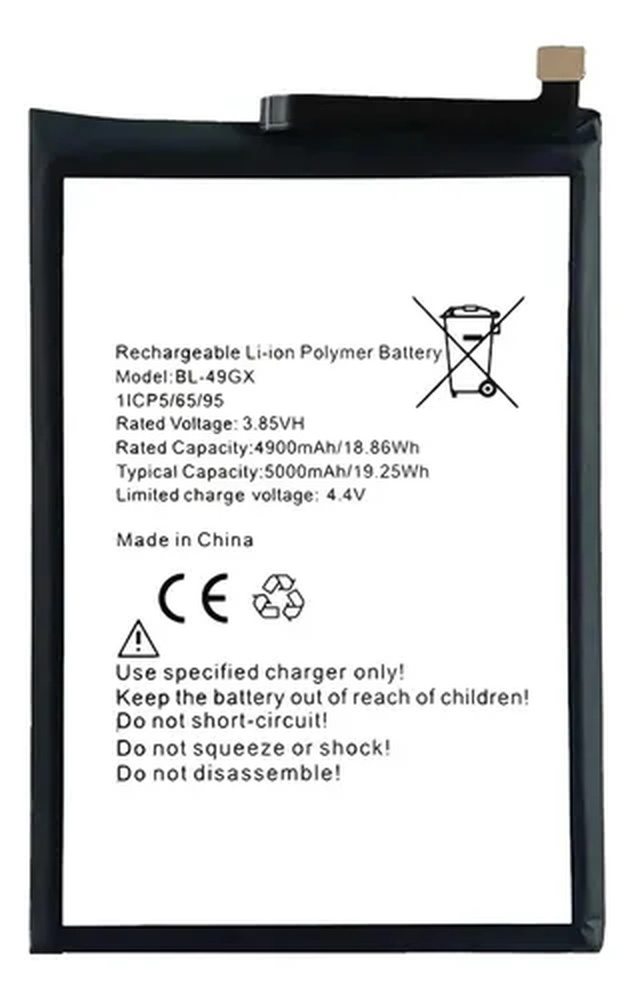 Rechargeable Li-ion Polymer Battery
Model:BL-49GX
1ICP5/65/95
Rated Voltage: 3.85VH
Rated Capacity:4900mAh/18.86Wh
Typical Capacity:5000mAh/19.25Wh
Limited charge voltage: 4.4V
Made in China
CE
Use specified charger only!
Keep the battery out of reach of children!
Do not short-circuit!
Do not squeeze or shock!
Do not disassemble!